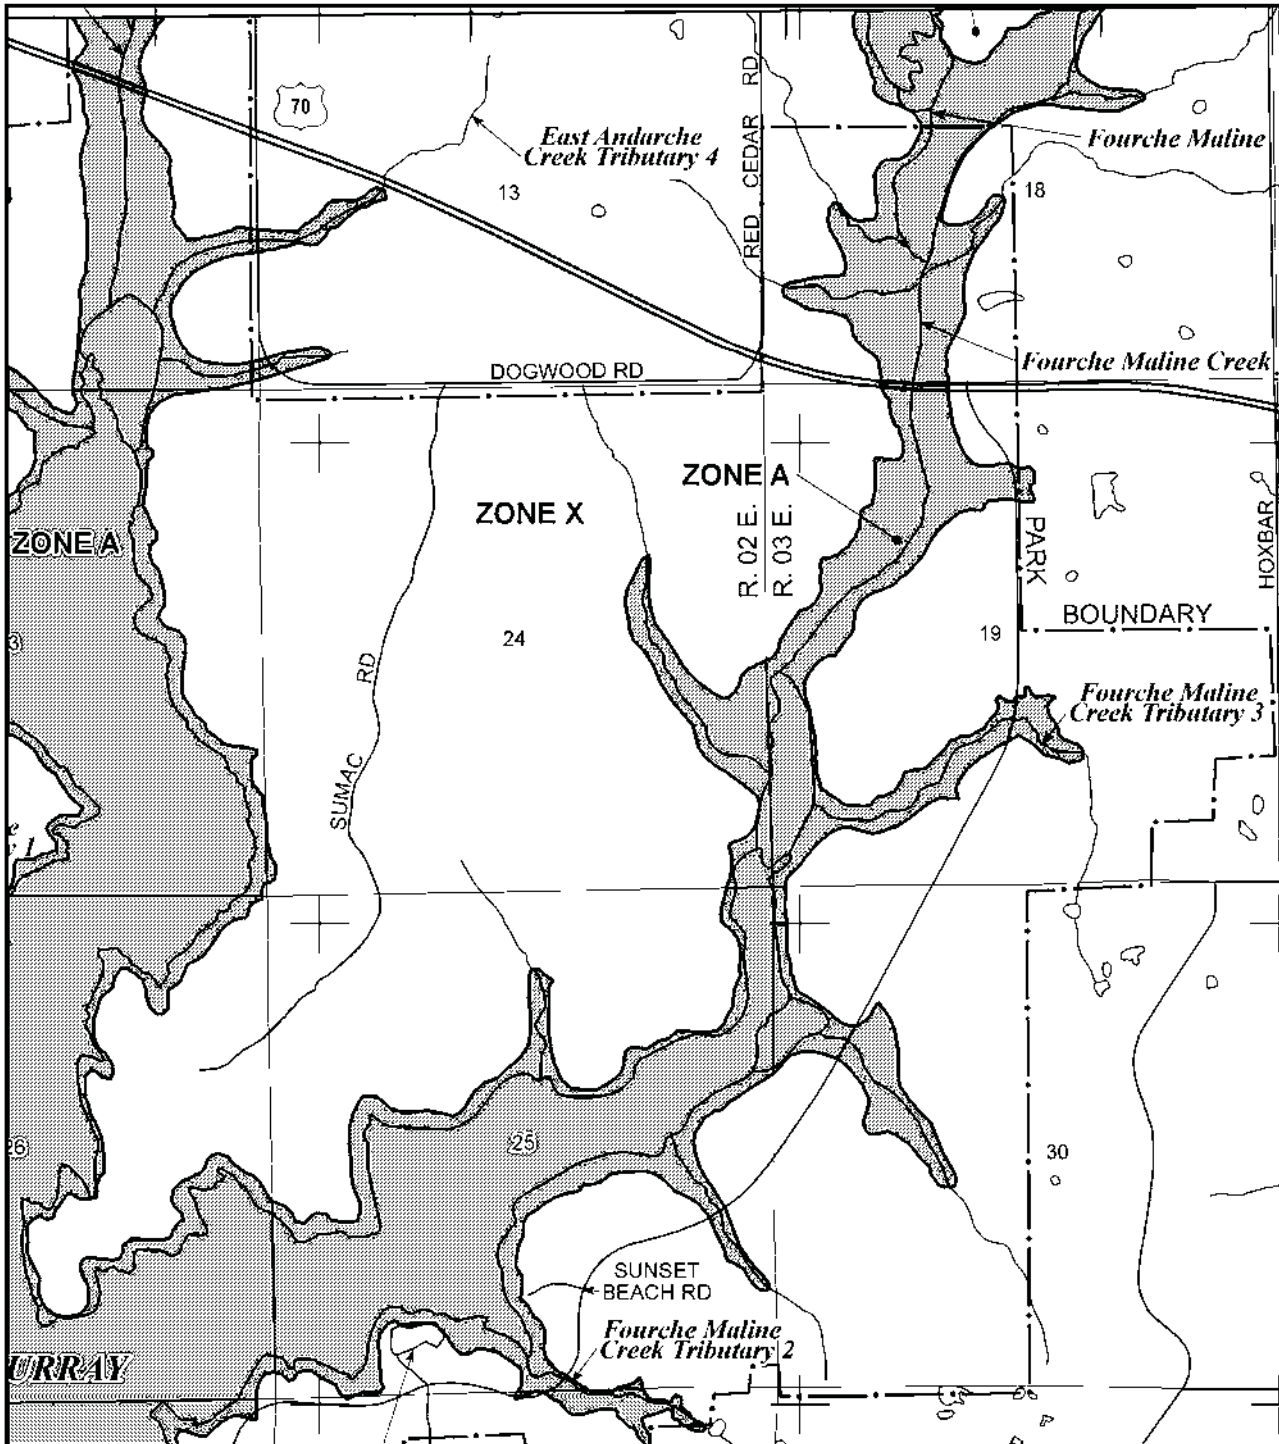 70
East Andarche
Creek Tributary 4
13
RED CEDAR RD
Fourche Maline
18
Fourche Maline Creek
DOGWOOD RD
ZONE A
ZONE X
R. 02 E.
R. 03 E.
ZONE A
PARK
HOXBAR
BOUNDARY
3
24
19
SUMAC RD
Fourche Maline
Creek Tributary 3
e
y 1
26
25
30
SUNSET
BEACH RD
Fourche Maline
Creek Tributary 2
URRAY